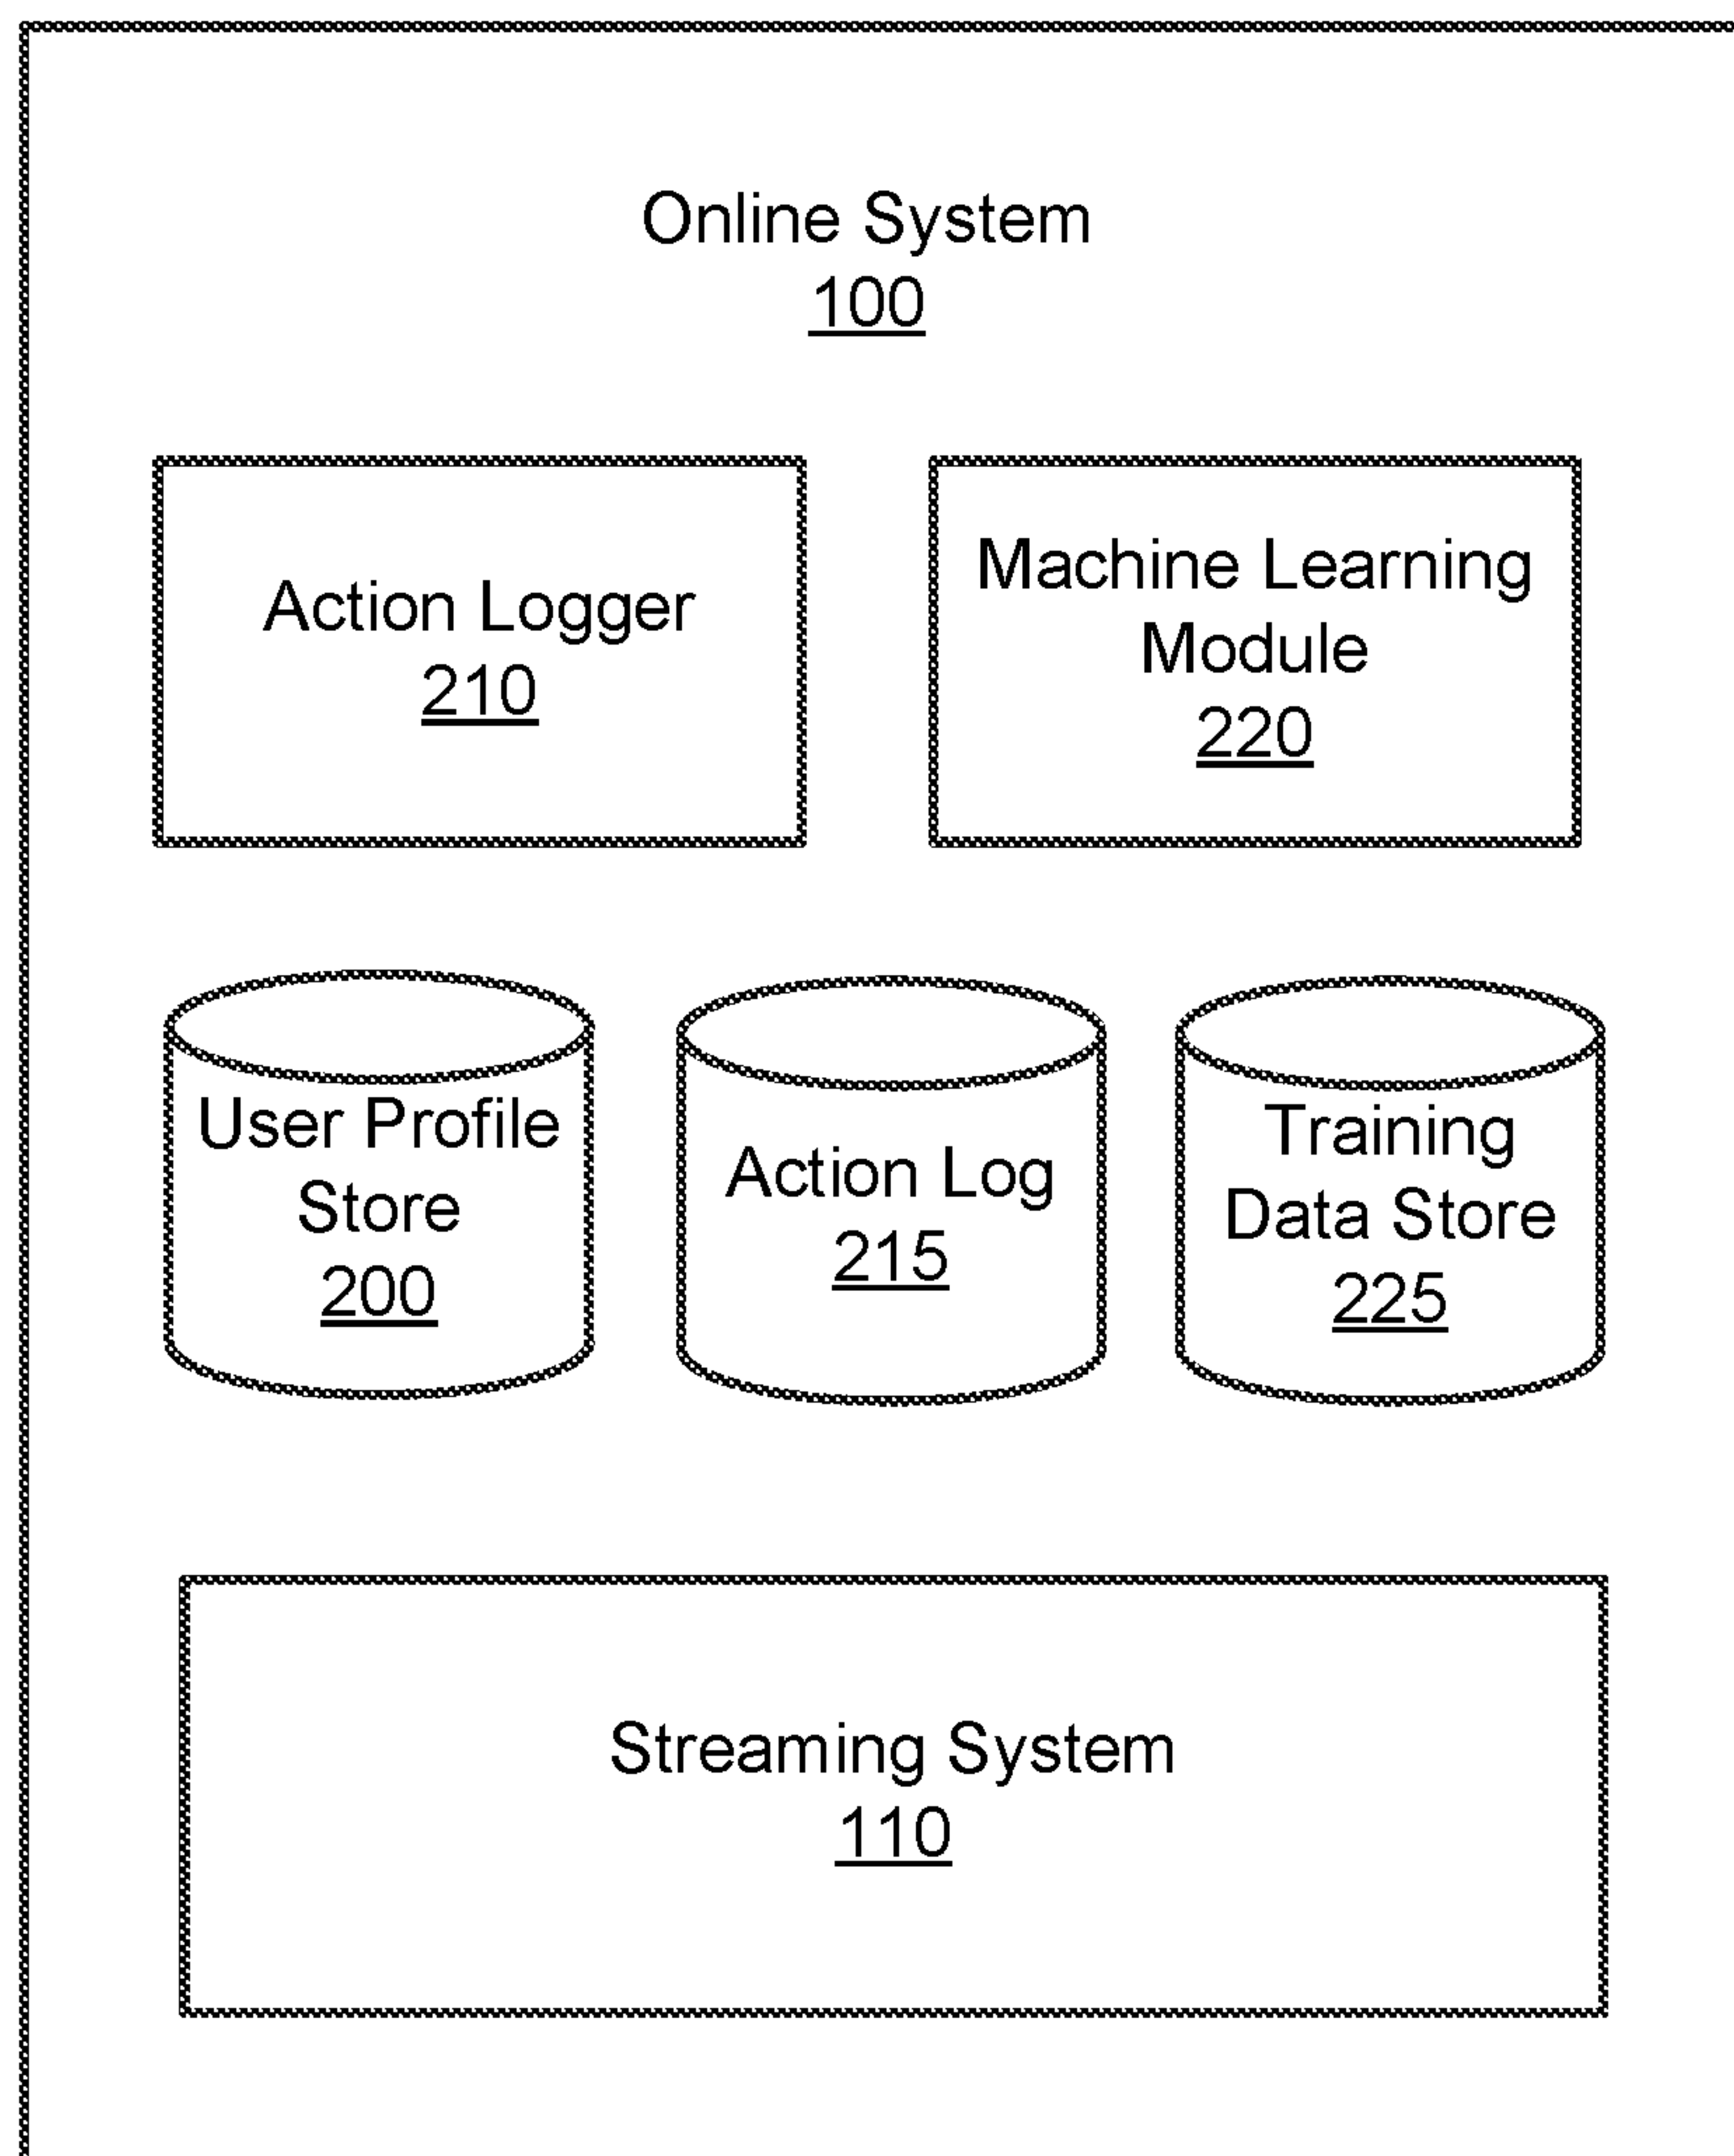 Online System
100
Action Logger
210
Machine Learning
Module
220
User Profile
Store
200
Action Log
215
Training
Data Store
225
Streaming System
110